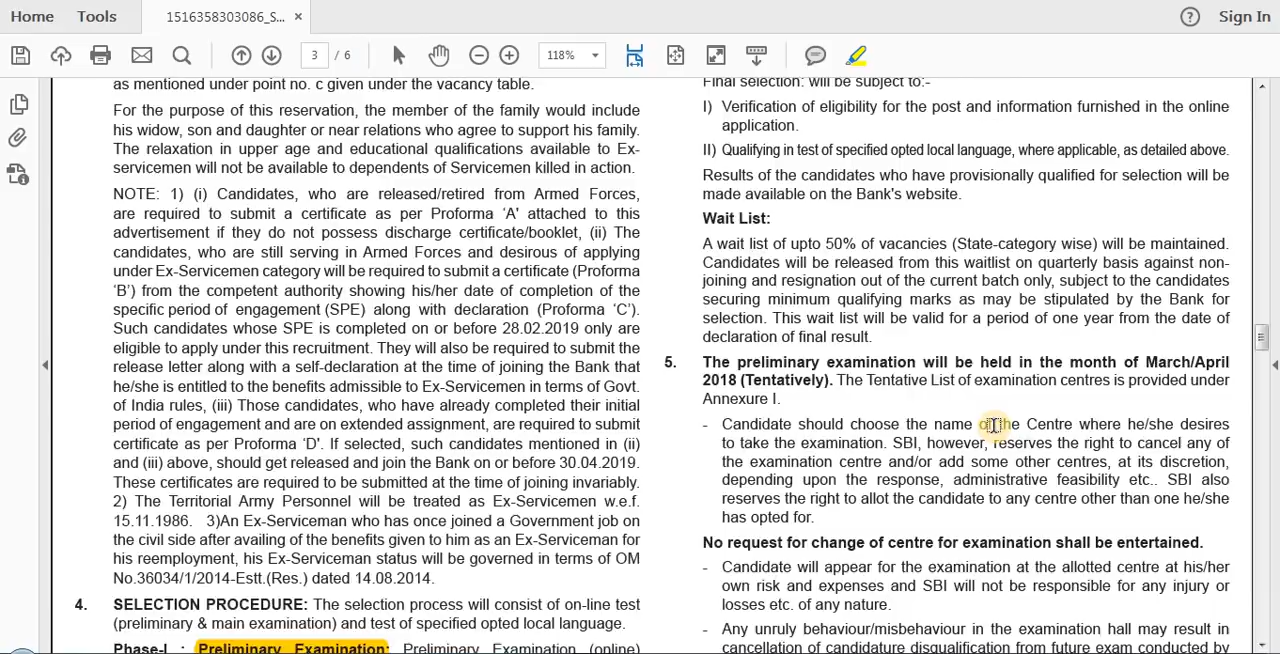 Home Tools 1516358303086_S... × ? Sign In
3 / 6 118%
as mentioned under point no. c given under the vacancy table.
For the purpose of this reservation, the member of the family would include
his widow, son and daughter or near relations who agree to support his family.
The relaxation in upper age and educational qualifications available to Ex-
servicemen will not be available to dependents of Servicemen killed in action.
NOTE: 1) (i) Candidates, who are released/retired from Armed Forces,
are required to submit a certificate as per Proforma ‘A’ attached to this
advertisement if they do not possess discharge certificate/booklet, (ii) The
candidates, who are still serving in Armed Forces and desirous of applying
under Ex-Servicemen category will be required to submit a certificate (Proforma
‘B’) from the competent authority showing his/her date of completion of the
specific period of engagement (SPE) along with declaration (Proforma ‘C’).
Such candidates whose SPE is completed on or before 28.02.2019 only are
eligible to apply under this recruitment. They will also be required to submit the
release letter along with a self-declaration at the time of joining the Bank that
he/she is entitled to the benefits admissible to Ex-Servicemen in terms of Govt.
of India rules, (iii) Those candidates, who have already completed their initial
period of engagement and are on extended assignment, are required to submit
certificate as per Proforma ‘D’. If selected, such candidates mentioned in (ii)
and (iii) above, should get released and join the Bank on or before 30.04.2019.
These certificates are required to be submitted at the time of joining invariably.
2) The Territorial Army Personnel will be treated as Ex-Servicemen w.e.f.
15.11.1986. 3)An Ex-Serviceman who has once joined a Government job on
the civil side after availing of the benefits given to him as an Ex-Serviceman for
his reemployment, his Ex-Serviceman status will be governed in terms of OM
No.36034/1/2014-Estt.(Res.) dated 14.08.2014.
4. SELECTION PROCEDURE: The selection process will consist of on-line test
(preliminary & main examination) and test of specified opted local language.
Phase-I : Preliminary Examination: Preliminary Examination (online)
Final selection: will be subject to:-
I) Verification of eligibility for the post and information furnished in the online
application.
II) Qualifying in test of specified opted local language, where applicable, as detailed above.
Results of the candidates who have provisionally qualified for selection will be
made available on the Bank's website.
Wait List:
A wait list of upto 50% of vacancies (State-category wise) will be maintained.
Candidates will be released from this waitlist on quarterly basis against non-
joining and resignation out of the current batch only, subject to the candidates
securing minimum qualifying marks as may be stipulated by the Bank for
selection. This wait list will be valid for a period of one year from the date of
declaration of final result.
5. The preliminary examination will be held in the month of March/April
2018 (Tentatively). The Tentative List of examination centres is provided under
Annexure I.
- Candidate should choose the name of the Centre where he/she desires
to take the examination. SBI, however, reserves the right to cancel any of
the examination centre and/or add some other centres, at its discretion,
depending upon the response, administrative feasibility etc.. SBI also
reserves the right to allot the candidate to any centre other than one he/she
has opted for.
No request for change of centre for examination shall be entertained.
- Candidate will appear for the examination at the allotted centre at his/her
own risk and expenses and SBI will not be responsible for any injury or
losses etc. of any nature.
- Any unruly behaviour/misbehaviour in the examination hall may result in
cancellation of candidature disqualification from future exam conducted by